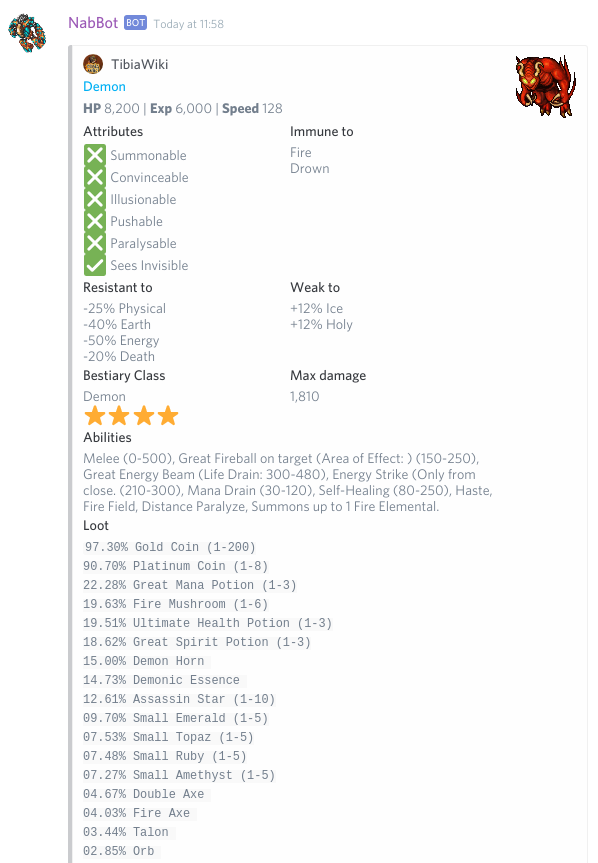 NabBot BOT Today at 11:58
TibiaWiki
Demon
HP 8,200 | Exp 6,000 | Speed 128
Attributes
Immune to
Summonable
Convinceable
Illusionable
Pushable
Paralysable
Sees Invisible
Fire
Drown
Resistant to
Weak to
-25% Physical
-40% Earth
-50% Energy
-20% Death
+12% Ice
+12% Holy
Bestiary Class
Max damage
Demon
1,810
Abilities
Melee (0-500), Great Fireball on target (Area of Effect: ) (150-250),
Great Energy Beam (Life Drain: 300-480), Energy Strike (Only from
close. (210-300), Mana Drain (30-120), Self-Healing (80-250), Haste,
Fire Field, Distance Paralyze, Summons up to 1 Fire Elemental.
Loot
97.30% Gold Coin (1-200)
90.70% Platinum Coin (1-8)
22.28% Great Mana Potion (1-3)
19.63% Fire Mushroom (1-6)
19.51% Ultimate Health Potion (1-3)
18.62% Great Spirit Potion (1-3)
15.00% Demon Horn
14.73% Demonic Essence
12.61% Assassin Star (1-10)
09.70% Small Emerald (1-5)
07.53% Small Topaz (1-5)
07.48% Small Ruby (1-5)
07.27% Small Amethyst (1-5)
04.67% Double Axe
04.03% Fire Axe
03.44% Talon
02.85% Orb